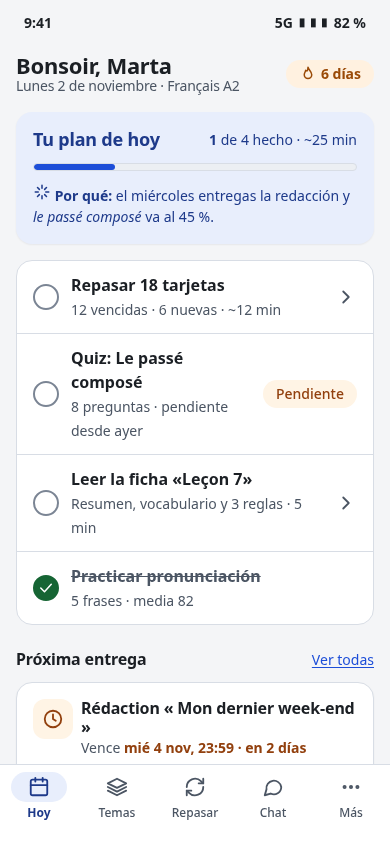 9:41
5G 82 %
Bonsoir, Marta
Lunes 2 de noviembre · Français A2
6 días
Tu plan de hoy
1 de 4 hecho · ~25 min
Por qué: el miércoles entregas la redacción y
le passé composé va al 45 %.
Repasar 18 tarjetas
12 vencidas · 6 nuevas · ~12 min
Quiz: Le passé
composé
8 preguntas · pendiente
desde ayer
Pendiente
Leer la ficha «Leçon 7»
Resumen, vocabulario y 3 reglas · 5
min
Practicar pronunciación
5 frases · media 82
Próxima entrega
Ver todas
Rédaction « Mon dernier week-end
»
Vence mié 4 nov, 23:59 · en 2 días
Hoy
Temas
Repasar
Chat
Más